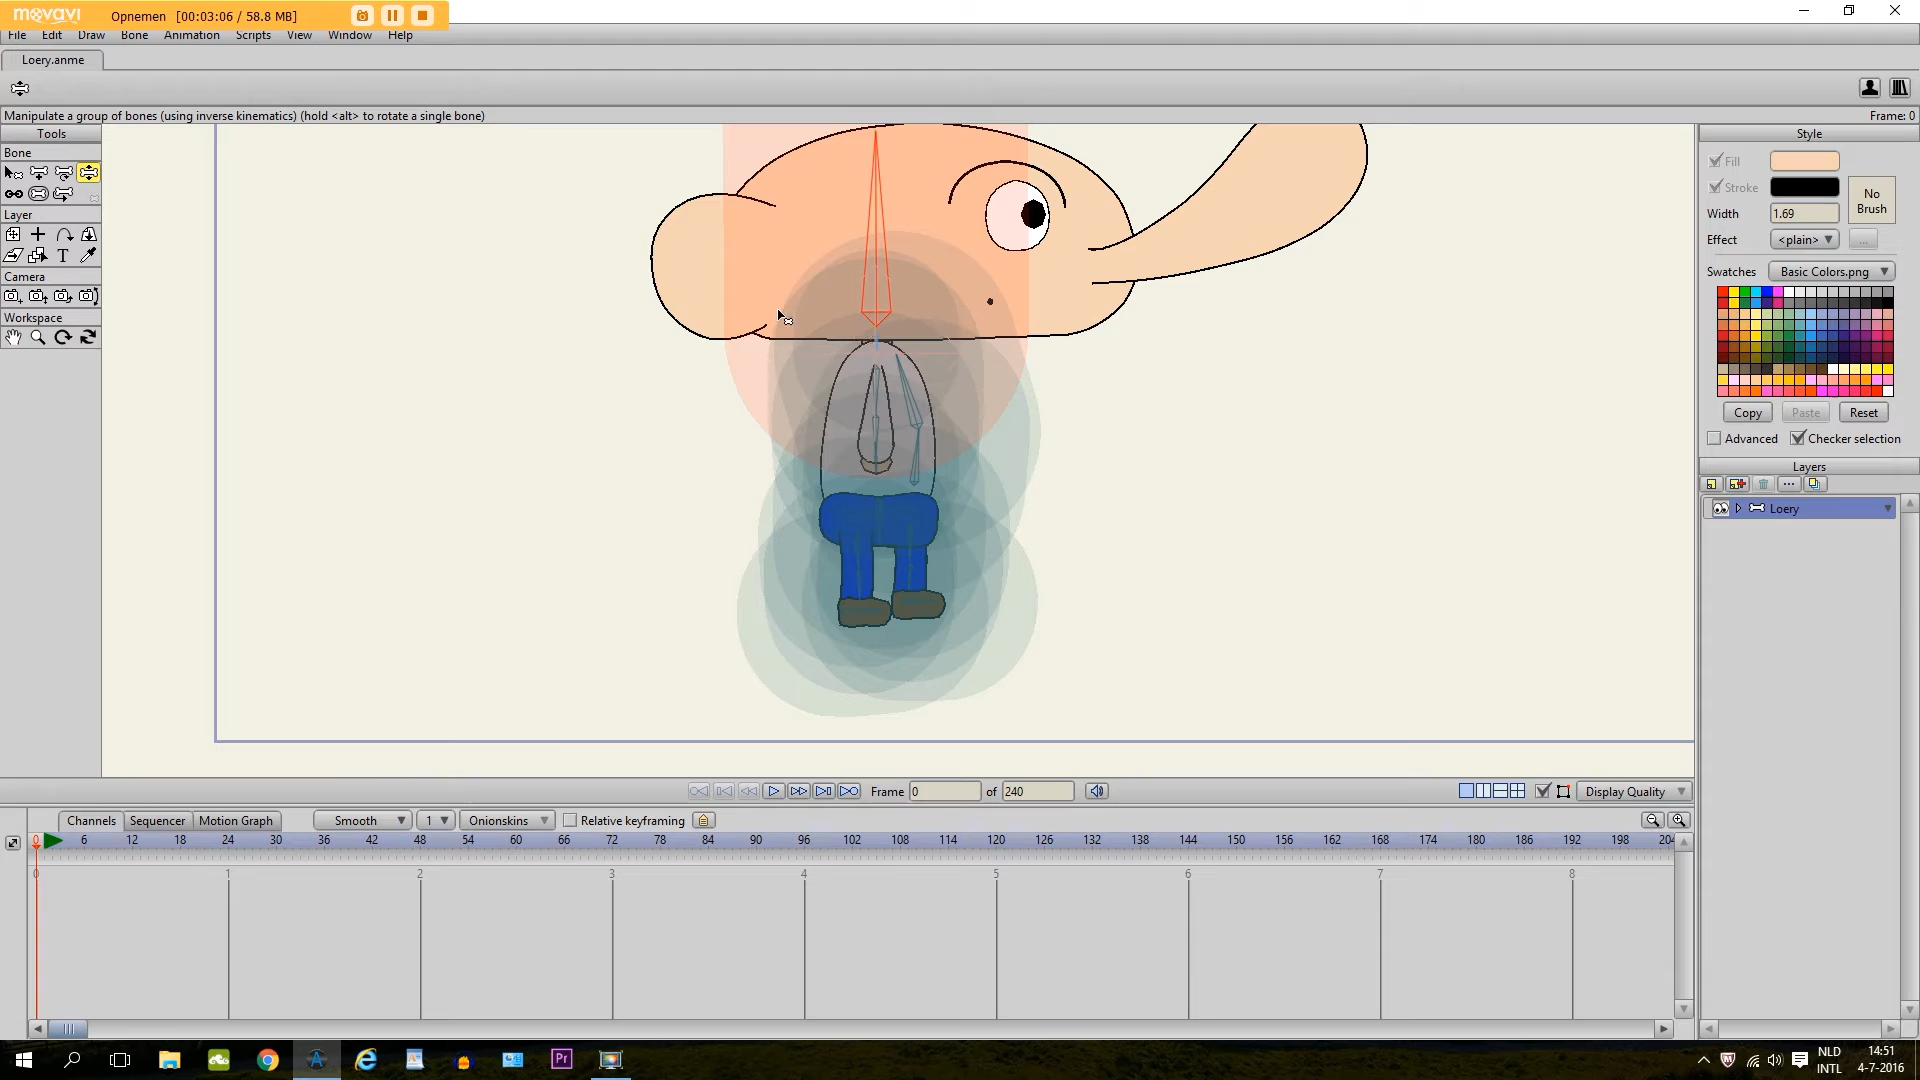 movavi Opnemen [00:03:06 / 58.8 MB]
File Edit Draw Bone Animation Scripts View Window Help
Loery.anme
Manipulate a group of bones (using inverse kinematics) (hold <alt> to rotate a single bone) Frame: 0
Tools
Bone
Layer
Camera
Workspace
Style
Fill
Stroke
No Brush
Width 1.69
Effect <plain> ...
Swatches Basic Colors.png
Copy Paste Reset
Advanced Checker selection
Layers
Loery
Frame 0 of 240 Display Quality
Channels Sequencer Motion Graph Smooth 1 Onionskins Relative keyframing
0 6 12 18 24 30 36 42 48 54 60 66 72 78 84 90 96 102 108 114 120 126 132 138 144 150 156 162 168 174 180 186 192 198 204
0 1 2 3 4 5 6 7 8
NLD 14:51
INTL 4-7-2016